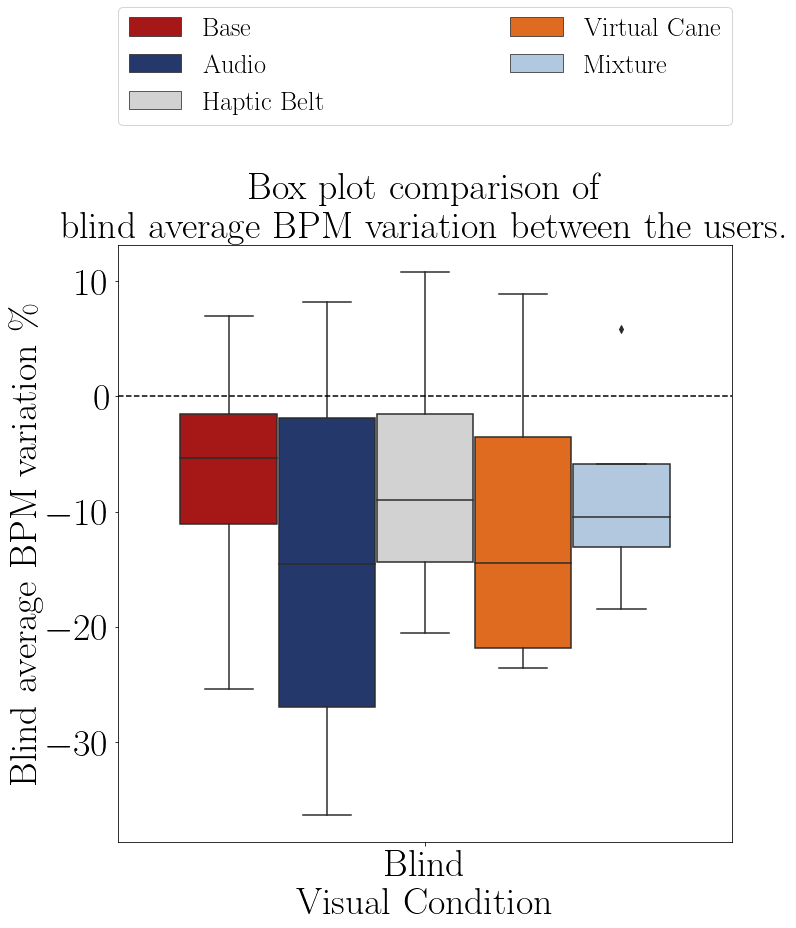 Base
Audio
Haptic Belt
Virtual Cane
Mixture
Box plot comparison of
blind average BPM variation between the users.
Blind average BPM variation %
10
0
−10
−20
−30
Blind
Visual Condition